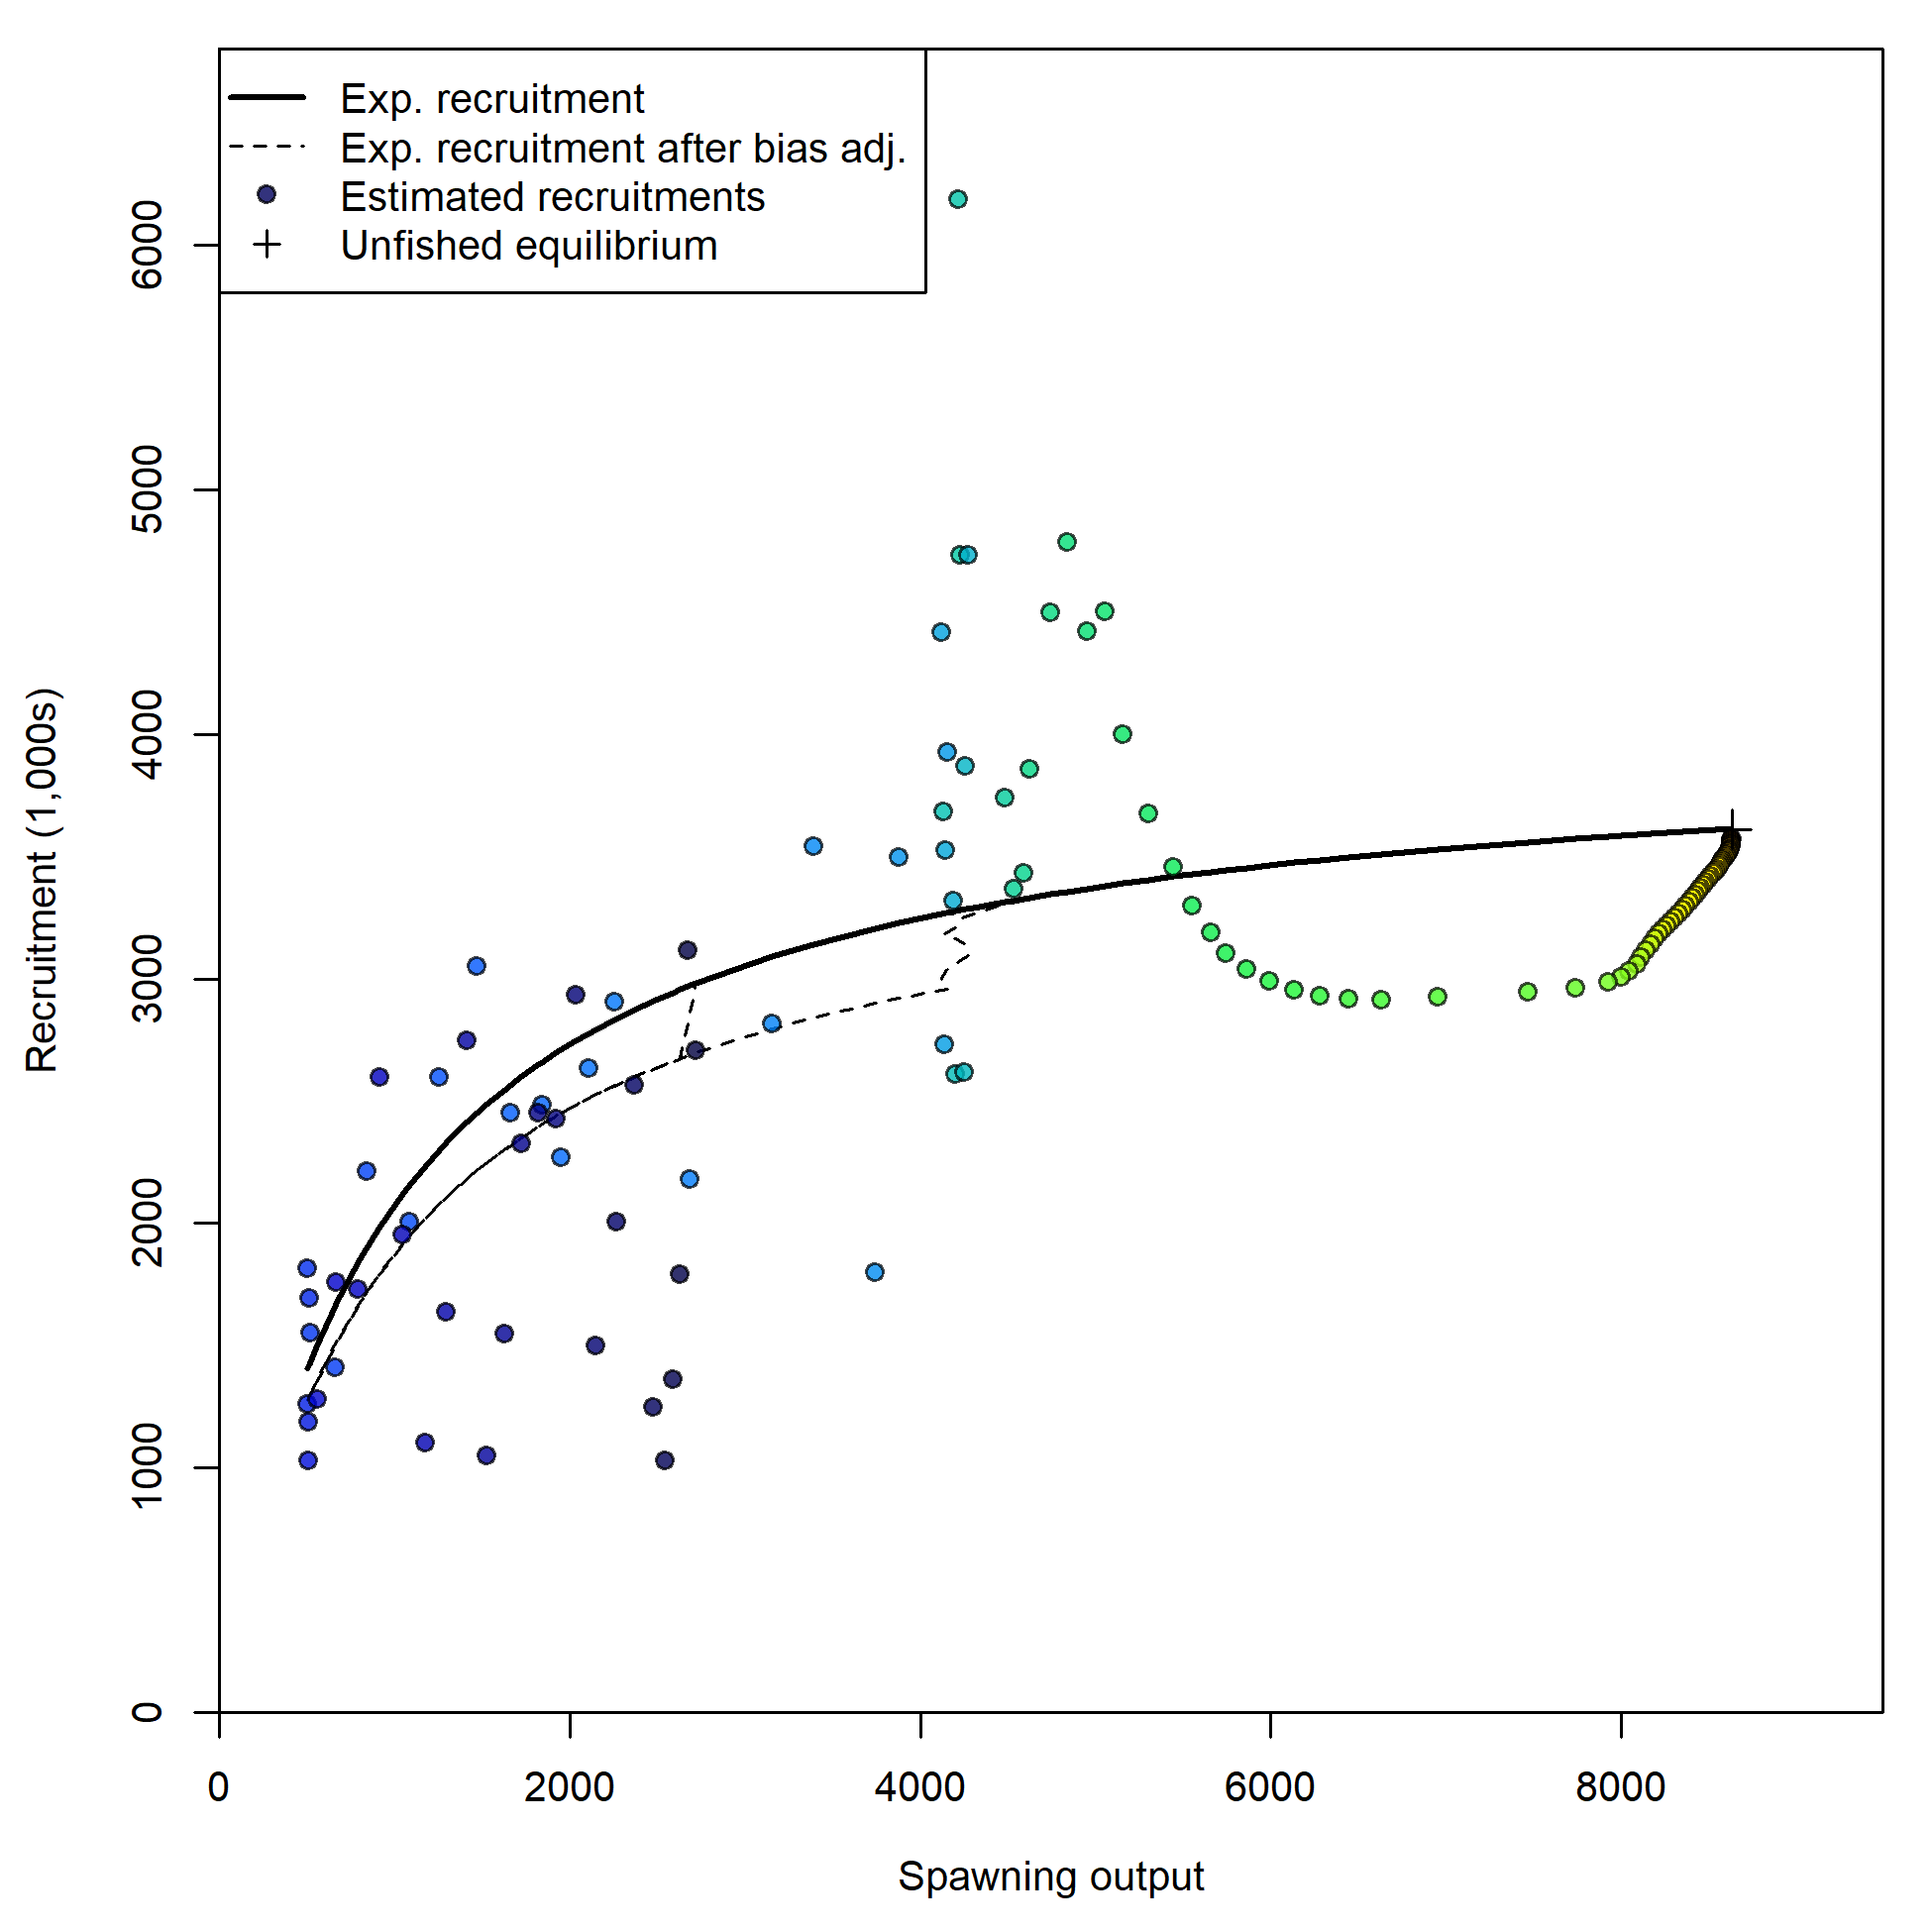 Exp. recruitment
Exp. recruitment after bias adj.
Estimated recruitments
Unfished equilibrium
Recruitment (1,000s)
6000
5000
4000
3000
2000
1000
0
0 2000 4000 6000 8000
Spawning output